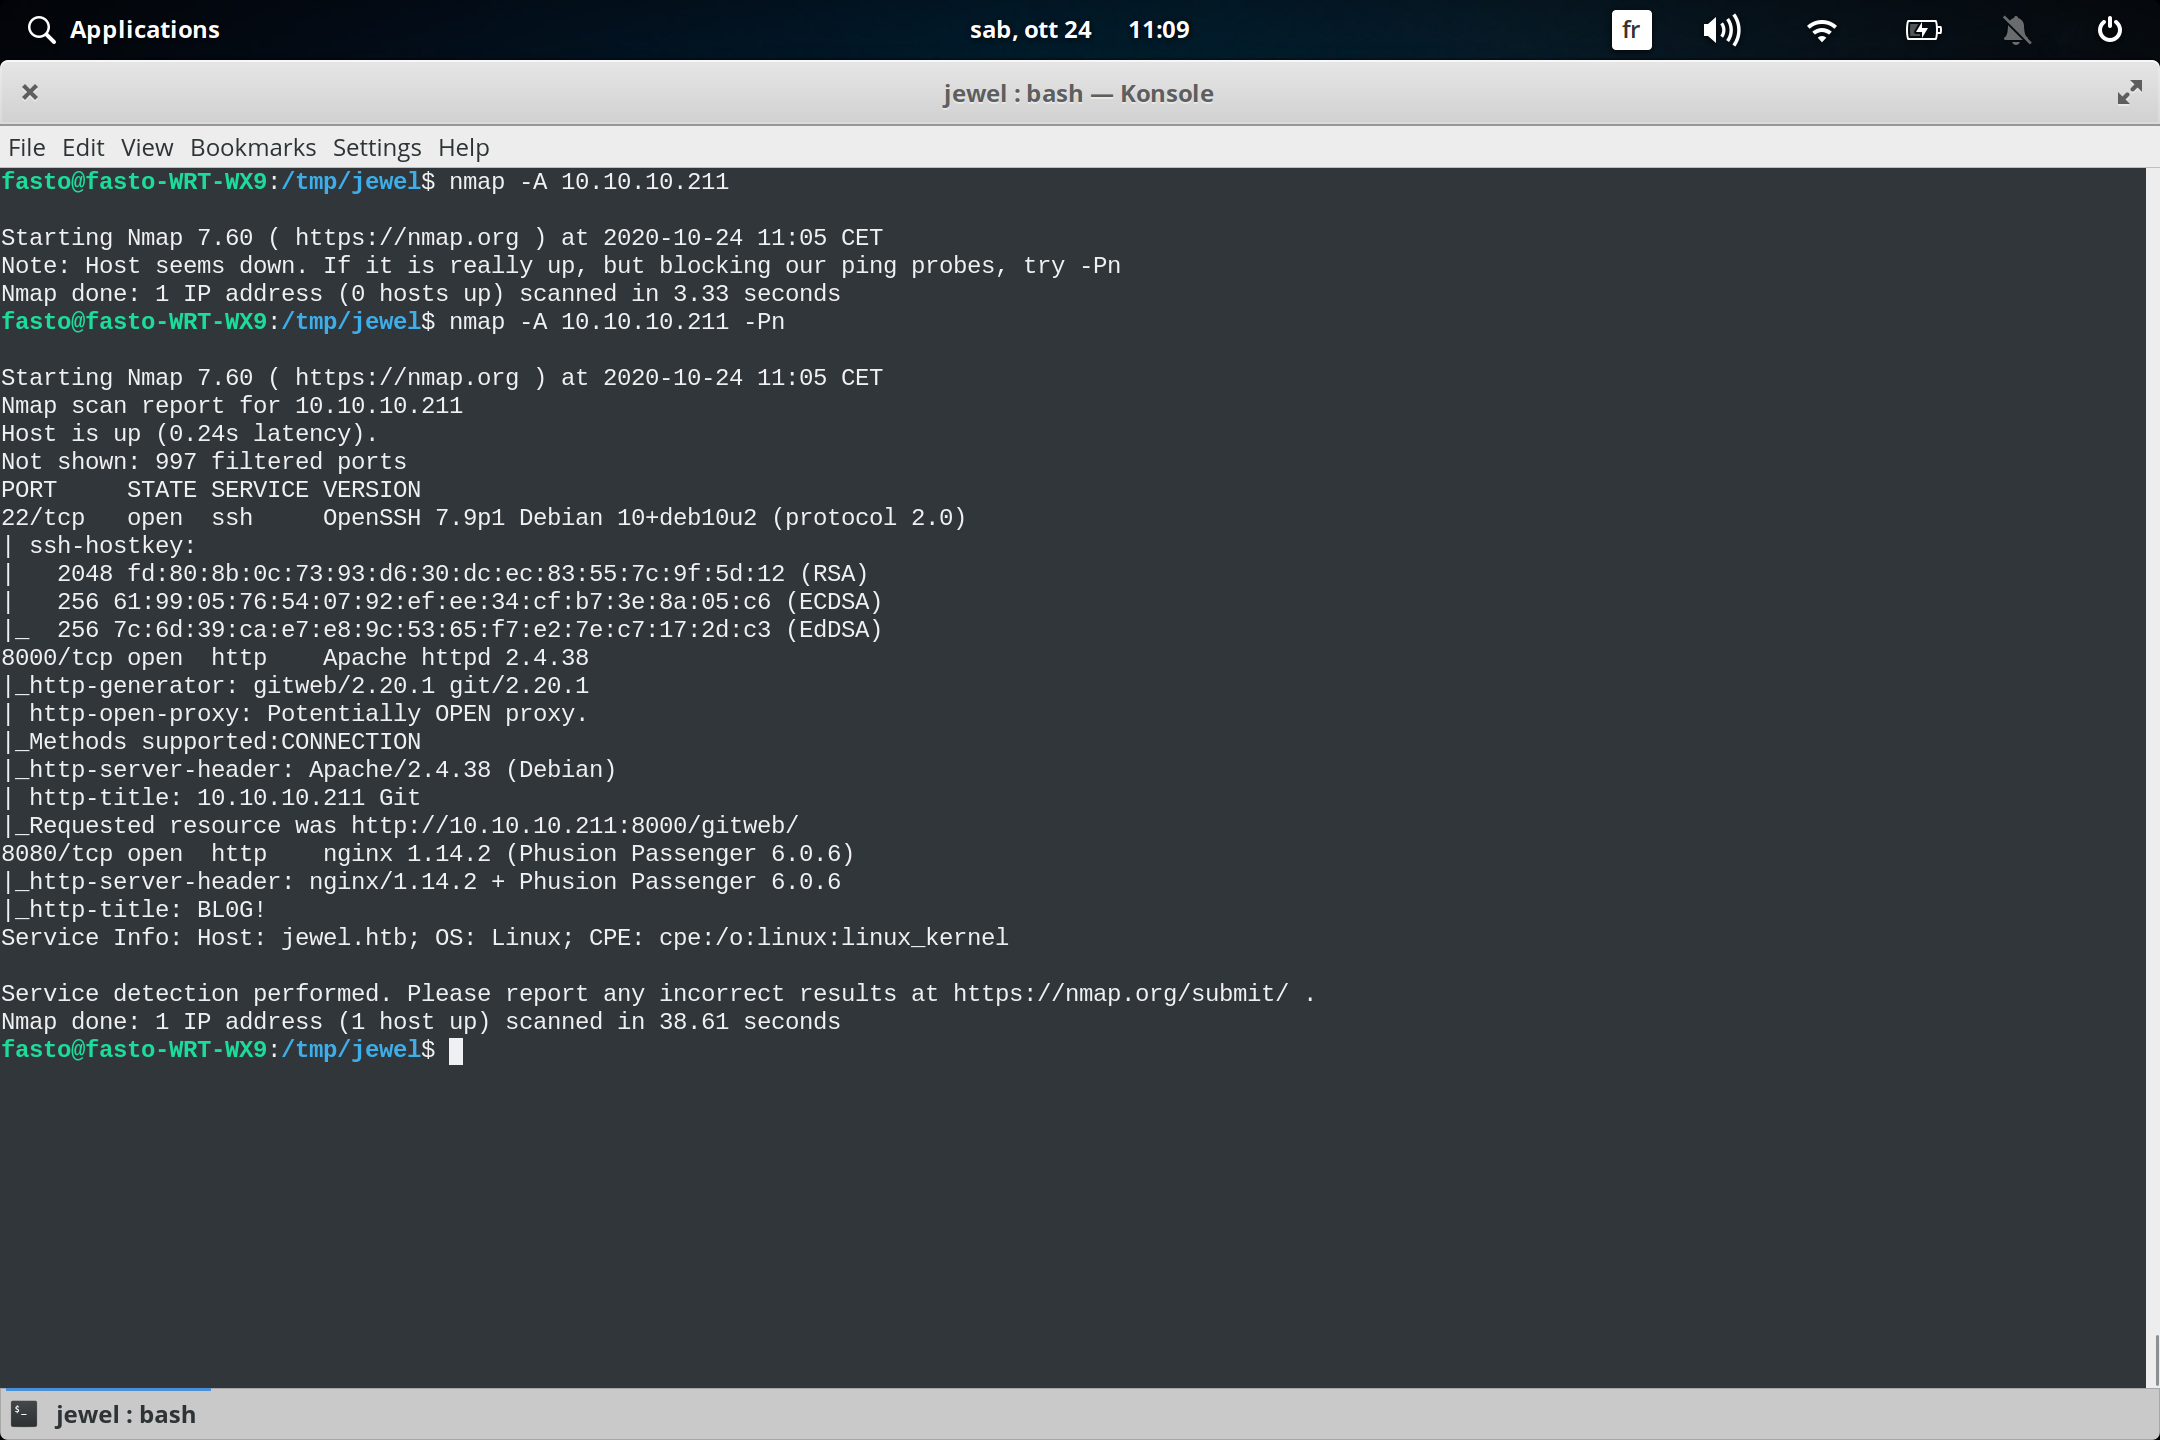 Applications
sab, ott 24 11:09
fr
jewel : bash — Konsole
File Edit View Bookmarks Settings Help
fasto@fasto-WRT-WX9:/tmp/jewel$ nmap -A 10.10.10.211
Starting Nmap 7.60 ( https://nmap.org ) at 2020-10-24 11:05 CET
Note: Host seems down. If it is really up, but blocking our ping probes, try -Pn
Nmap done: 1 IP address (0 hosts up) scanned in 3.33 seconds
fasto@fasto-WRT-WX9:/tmp/jewel$ nmap -A 10.10.10.211 -Pn
Starting Nmap 7.60 ( https://nmap.org ) at 2020-10-24 11:05 CET
Nmap scan report for 10.10.10.211
Host is up (0.24s latency).
Not shown: 997 filtered ports
PORT     STATE SERVICE VERSION
22/tcp   open  ssh     OpenSSH 7.9p1 Debian 10+deb10u2 (protocol 2.0)
| ssh-hostkey:
|   2048 fd:80:8b:0c:73:93:d6:30:dc:ec:83:55:7c:9f:5d:12 (RSA)
|   256 61:99:05:76:54:07:92:ef:ee:34:cf:b7:3e:8a:05:c6 (ECDSA)
|_  256 7c:6d:39:ca:e7:e8:9c:53:65:f7:e2:7e:c7:17:2d:c3 (EdDSA)
8000/tcp open  http    Apache httpd 2.4.38
|_http-generator: gitweb/2.20.1 git/2.20.1
| http-open-proxy: Potentially OPEN proxy.
|_Methods supported:CONNECTION
|_http-server-header: Apache/2.4.38 (Debian)
| http-title: 10.10.10.211 Git
|_Requested resource was http://10.10.10.211:8000/gitweb/
8080/tcp open  http    nginx 1.14.2 (Phusion Passenger 6.0.6)
|_http-server-header: nginx/1.14.2 + Phusion Passenger 6.0.6
|_http-title: BL0G!
Service Info: Host: jewel.htb; OS: Linux; CPE: cpe:/o:linux:linux_kernel
Service detection performed. Please report any incorrect results at https://nmap.org/submit/ .
Nmap done: 1 IP address (1 host up) scanned in 38.61 seconds
fasto@fasto-WRT-WX9:/tmp/jewel$
jewel : bash